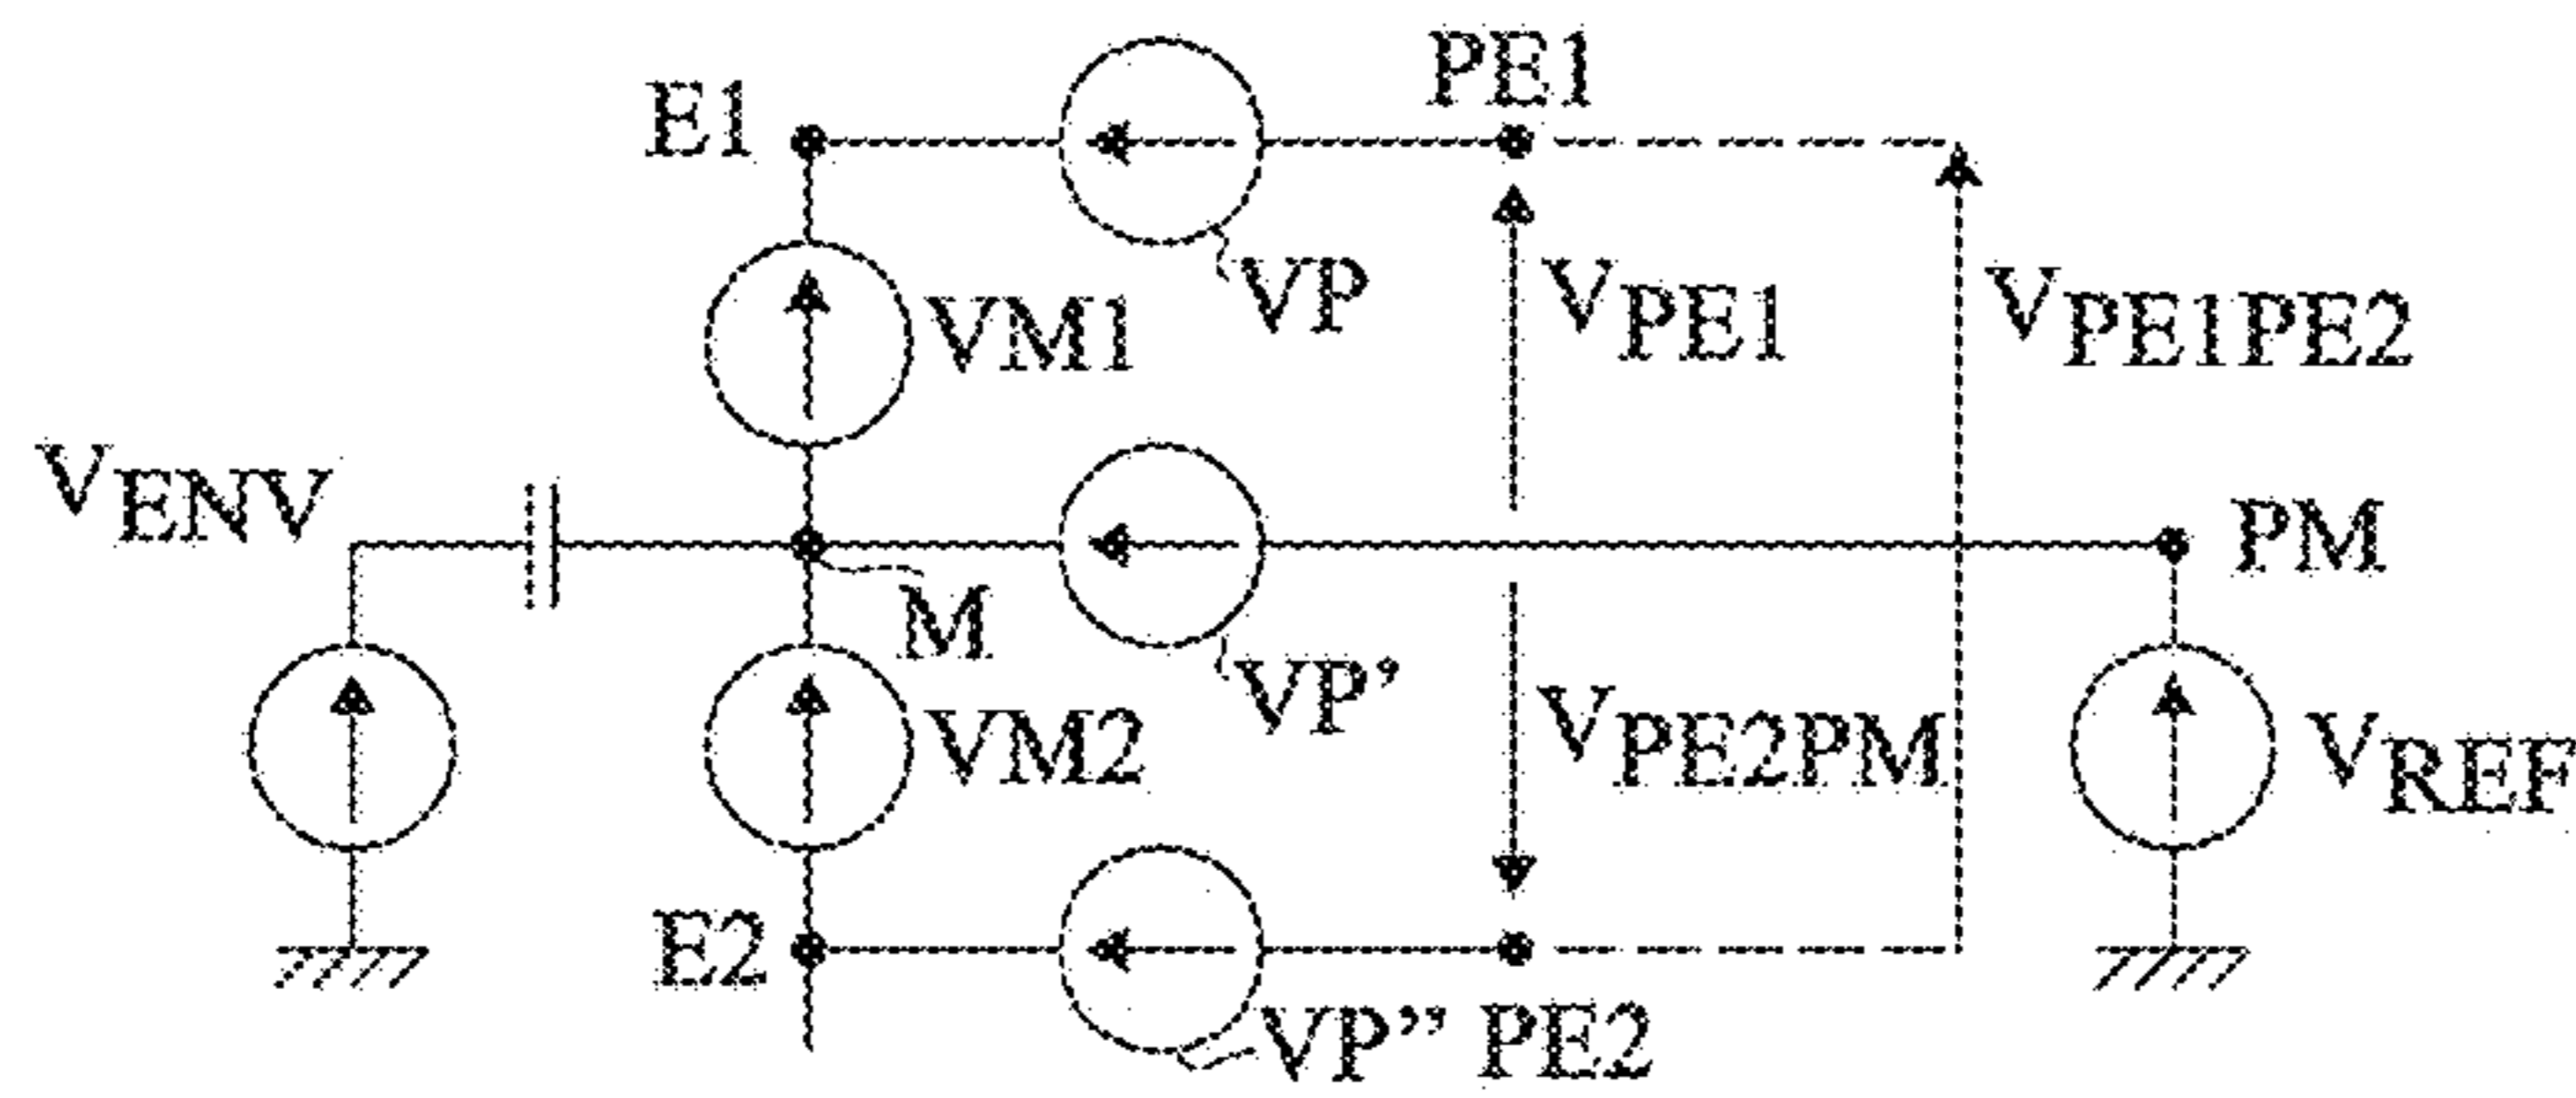 PE1
E1
VP
VPE1
VPE1PE2
VM1
VENV
PM
M
VP’
VM2
VPE2PM
VREF
E2
VP’’
PE2